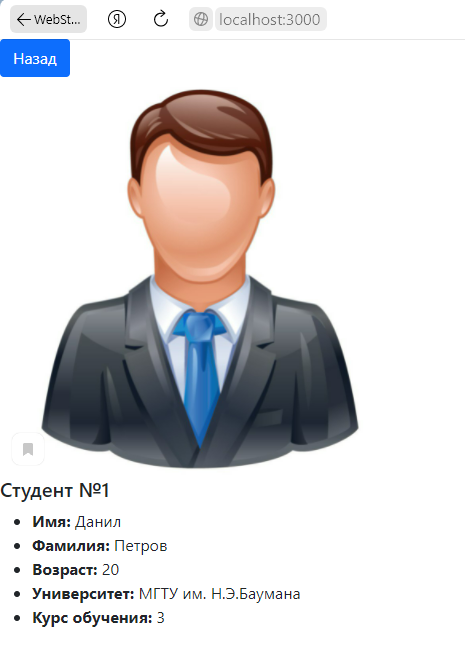 WebSt... Я localhost:3000
Назад
Студент №1
Имя: Данил
Фамилия: Петров
Возраст: 20
Университет: МГТУ им. Н.Э.Баумана
Курс обучения: 3